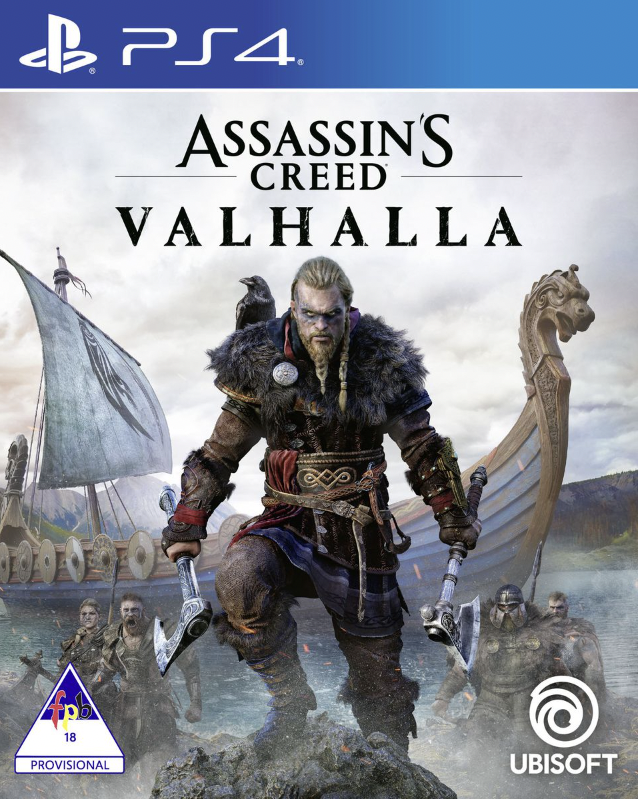 PS4
ASSASSIN'S
CREED
VALHALLA
fpb
18
PROVISIONAL
UBISOFT